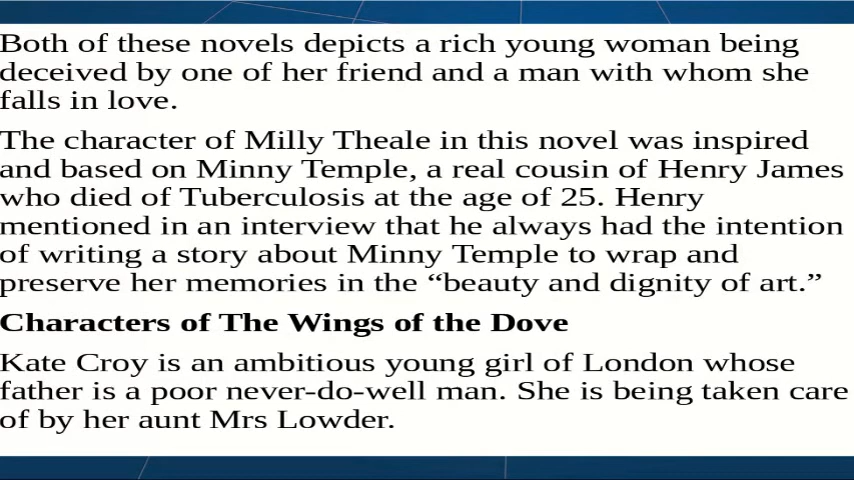 Both of these novels depicts a rich young woman being
deceived by one of her friend and a man with whom she
falls in love.
The character of Milly Theale in this novel was inspired
and based on Minny Temple, a real cousin of Henry James
who died of Tuberculosis at the age of 25. Henry
mentioned in an interview that he always had the intention
of writing a story about Minny Temple to wrap and
preserve her memories in the “beauty and dignity of art.”
Characters of The Wings of the Dove
Kate Croy is an ambitious young girl of London whose
father is a poor never-do-well man. She is being taken care
of by her aunt Mrs Lowder.